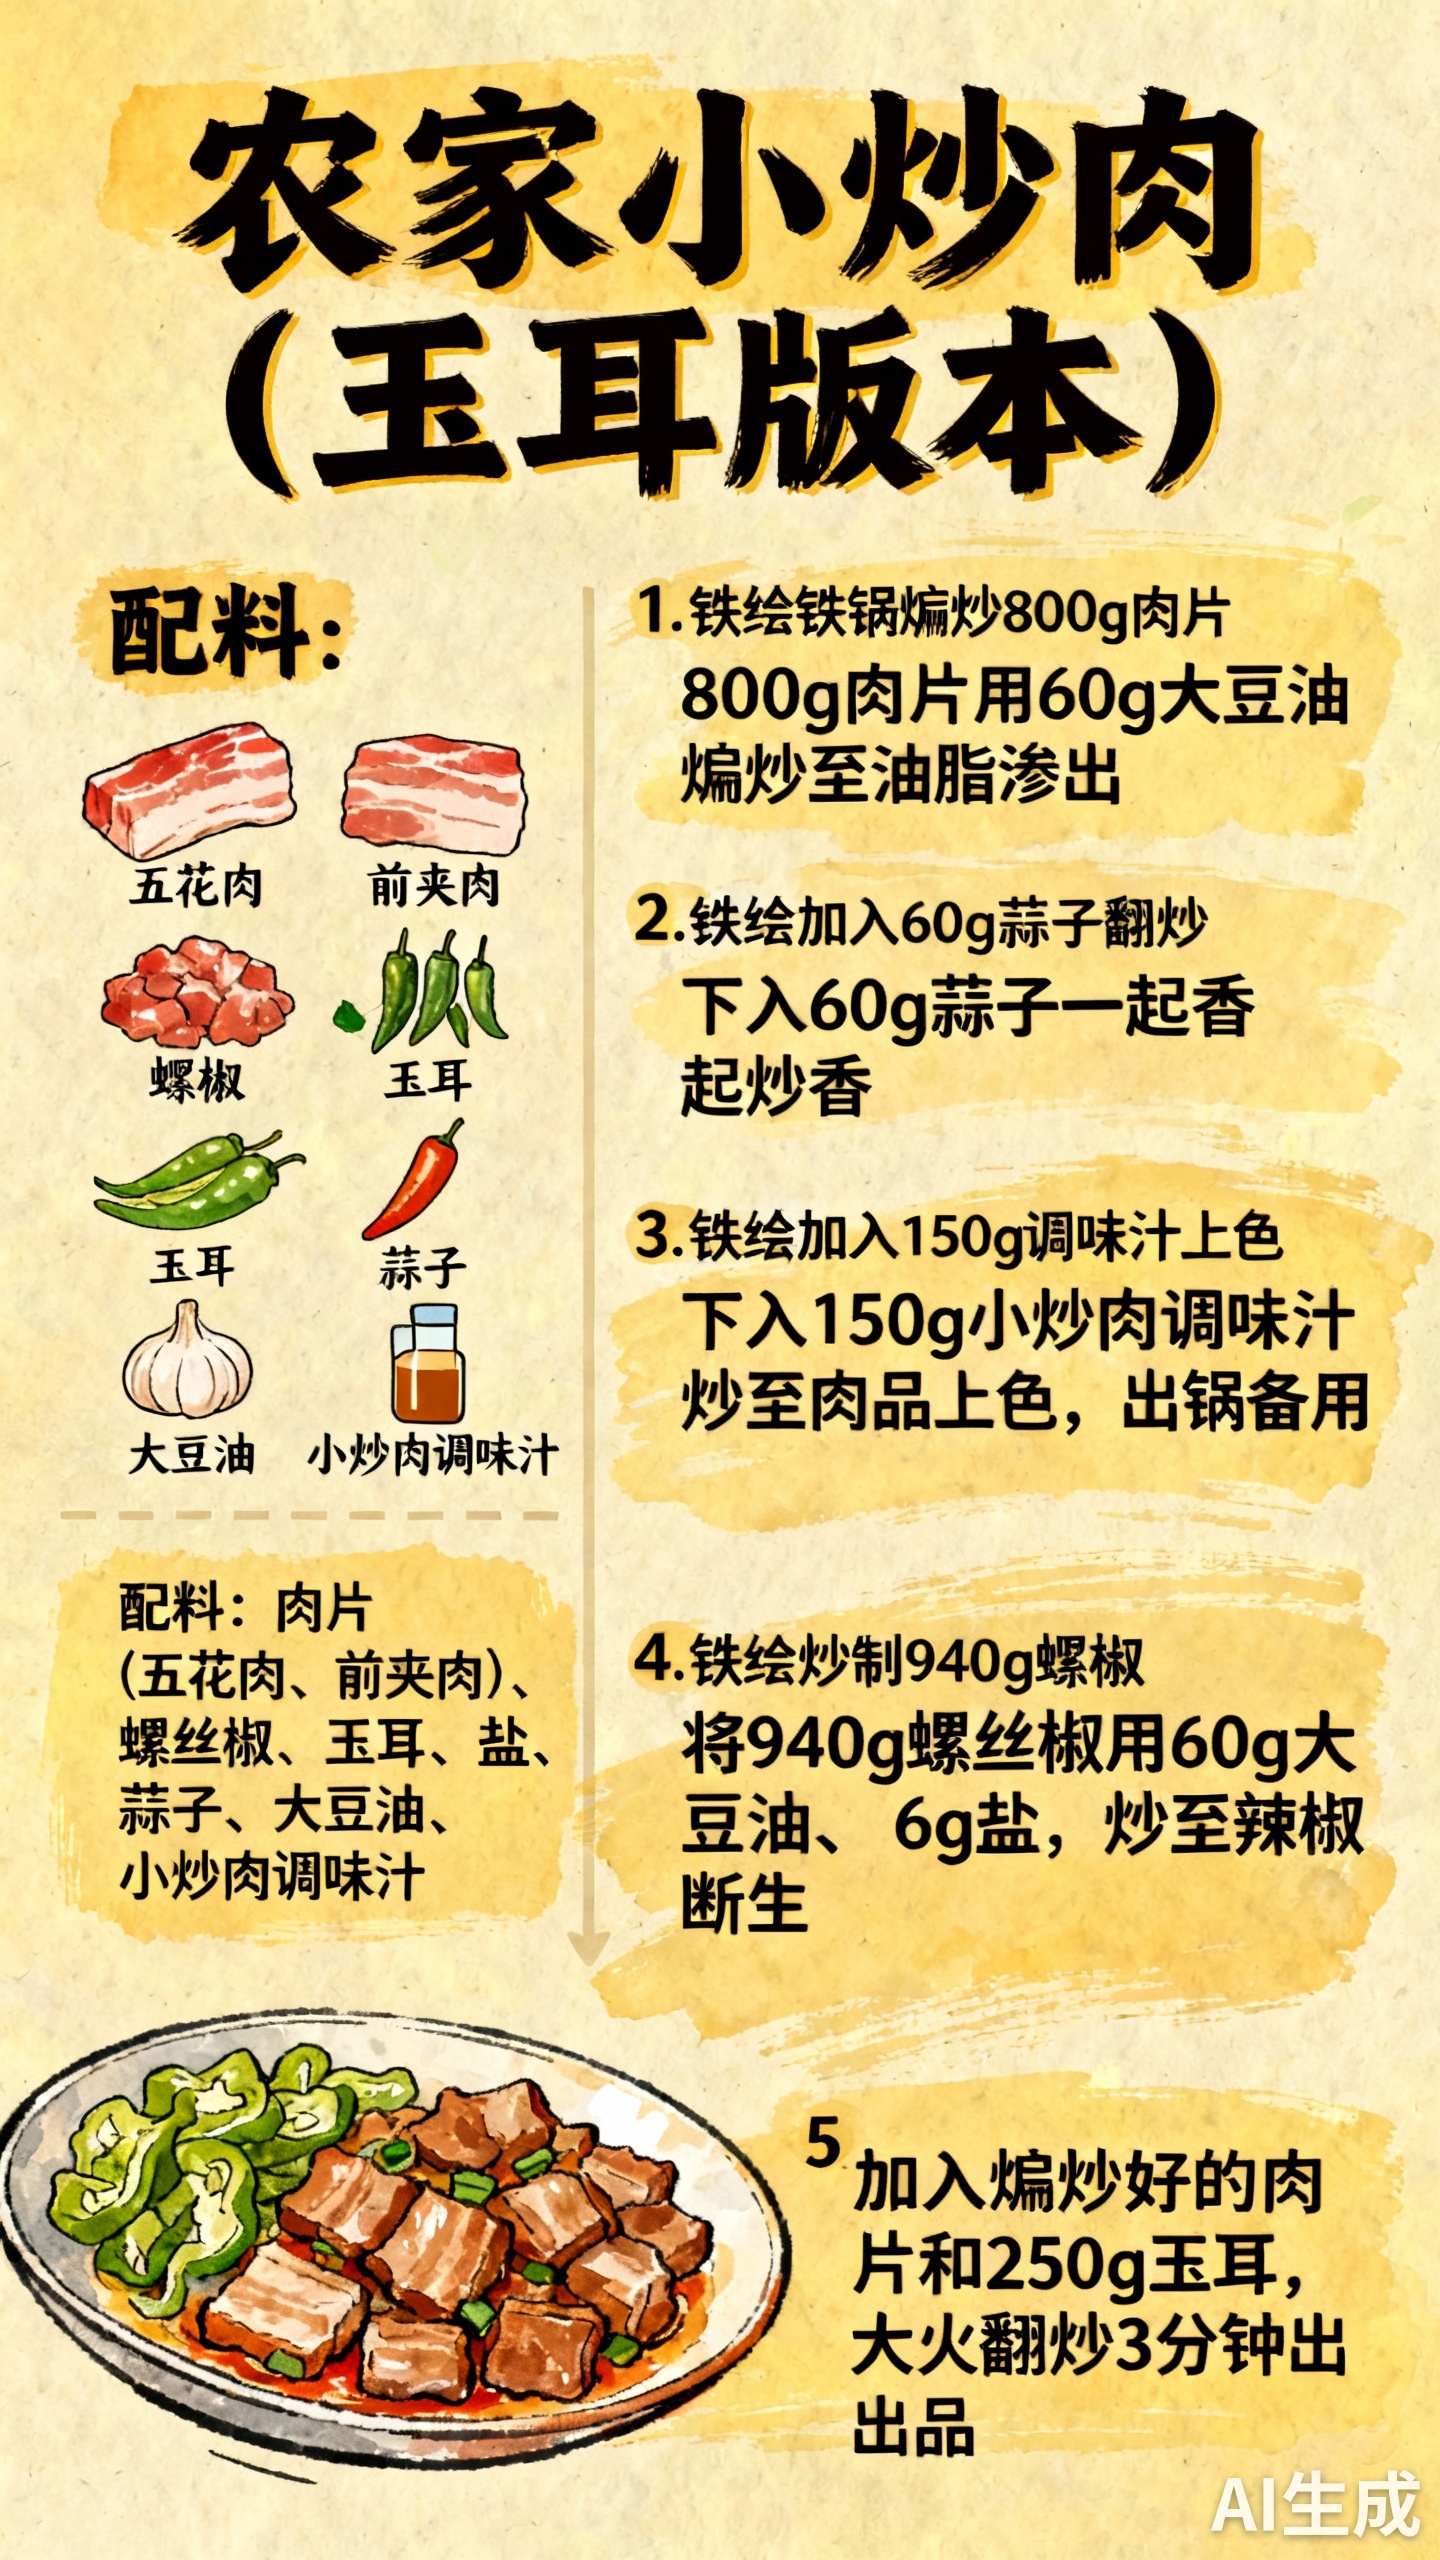 农家小炒肉
（玉耳版本）
配料：
五花肉
前夹肉
螺椒
玉耳
玉耳
蒜子
大豆油
小炒肉调味汁
配料：肉片
(五花肉、前夹肉)、
螺丝椒、玉耳、盐、
蒜子、大豆油、
小炒肉调味汁
1.铁绘铁锅煸炒800g肉片
800g肉片用60g大豆油
煸炒至油脂渗出
2.铁绘加入60g蒜子翻炒
下入60g蒜子一起香
起炒香
3.铁绘加入150g调味汁上色
下入150g小炒肉调味汁
炒至肉品上色，出锅备用
4.铁绘炒制940g螺椒
将940g螺丝椒用60g大
豆油、6g盐，炒至辣椒
断生
5.
加入煸炒好的肉
片和250g玉耳，
大火翻炒3分钟出
出品
AI生成